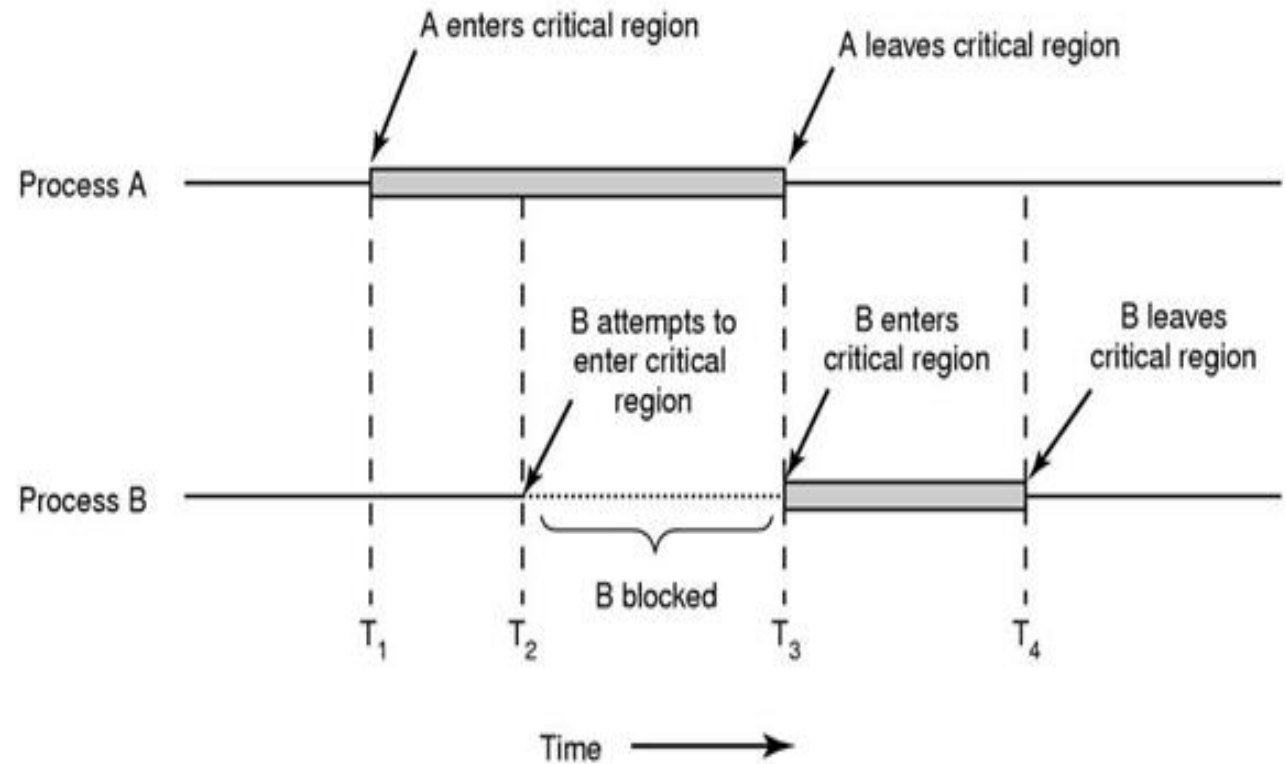 A enters critical region
A leaves critical region
Process A
B attempts to
enter critical
region
B enters
critical region
B leaves
critical region
Process B
B blocked
T1
T2
T3
T4
Time